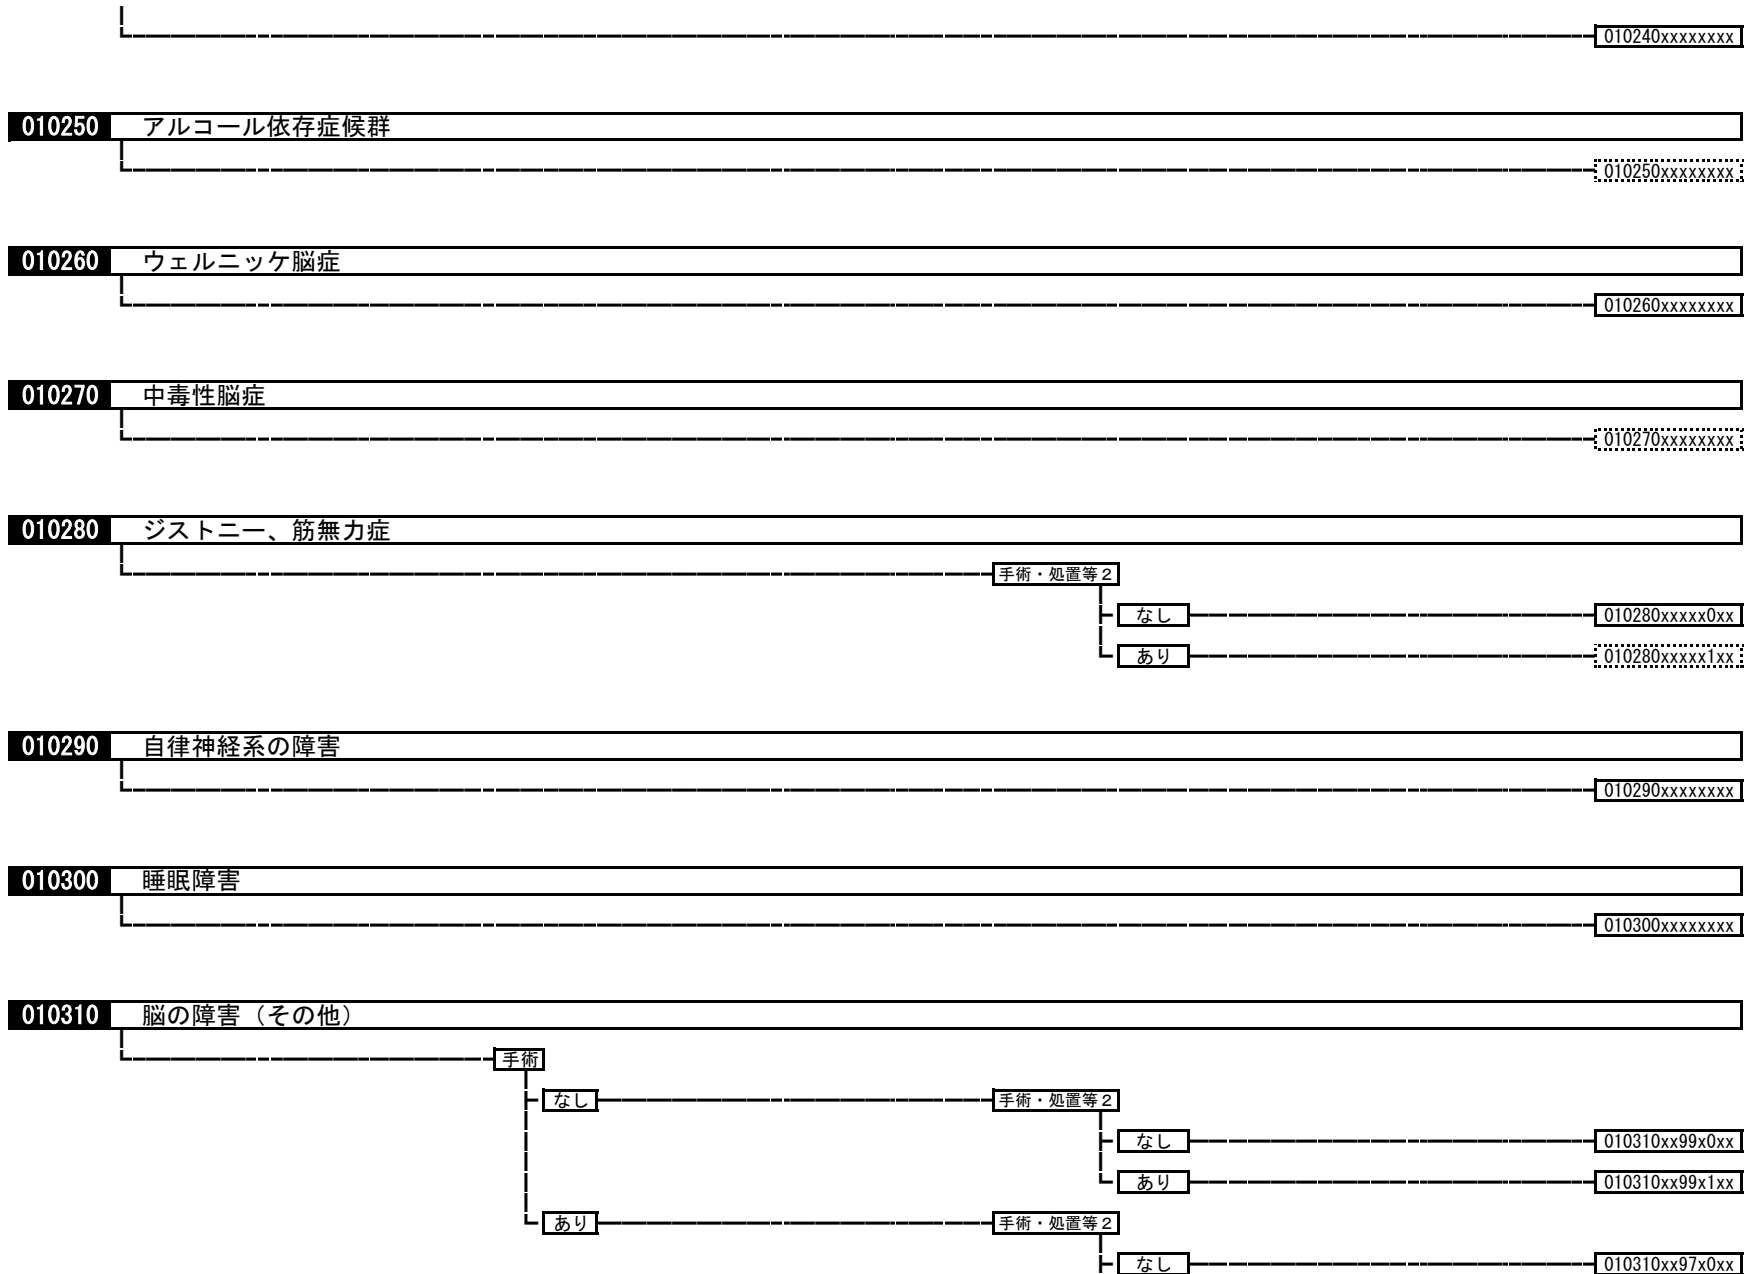 010240xxxxxxxx
010250 アルコール依存症候群
010250xxxxxxxx
010260 ウェルニッケ脳症
010260xxxxxxxx
010270 中毒性脳症
010270xxxxxxxx
010280 ジストニー、筋無力症
手術・処置等２
なし 010280xxxxx0xx
あり 010280xxxxx1xx
010290 自律神経系の障害
010290xxxxxxxx
010300 睡眠障害
010300xxxxxxxx
010310 脳の障害（その他）
手術
なし 手術・処置等２
なし 010310xx99x0xx
あり 010310xx99x1xx
あり 手術・処置等２
なし 010310xx97x0xx